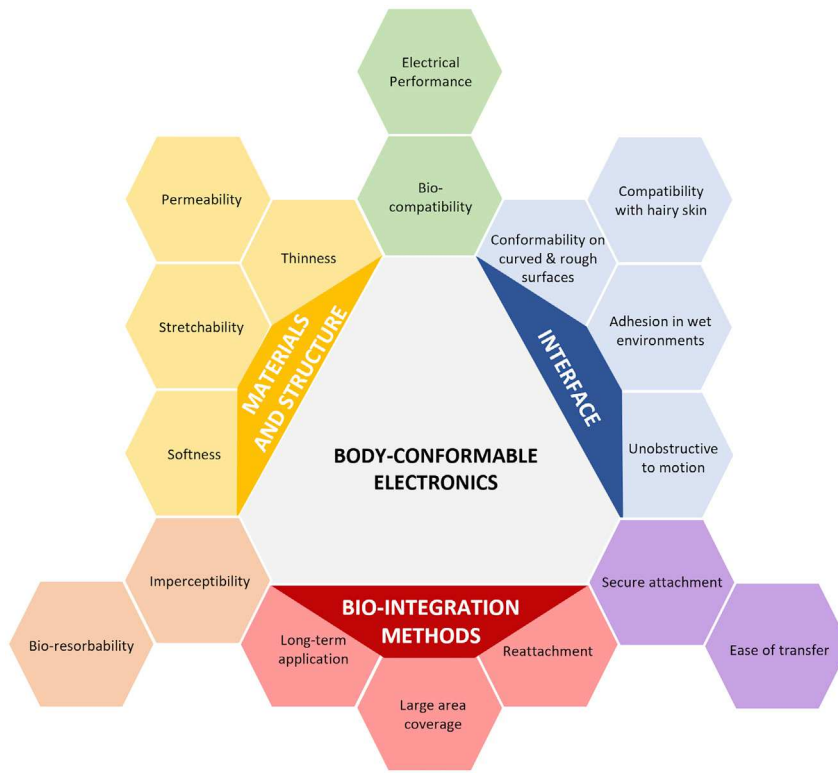 Electrical
Performance
Bio-
compatibility
Permeability
Thinness
Stretchability
Softness
MATERIALS
AND STRUCTURE
Conformability on
curved & rough
surfaces
Compatibility
with hairy skin
Adhesion in wet
environments
Unobstructive
to motion
INTERFACE
BODY-CONFORMABLE
ELECTRONICS
Imperceptibility
Bio-resorbability
BIO-INTEGRATION
METHODS
Long-term
application
Large area
coverage
Reattachment
Secure attachment
Ease of transfer